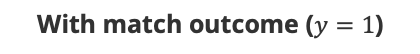 With match outcome (y = 1)